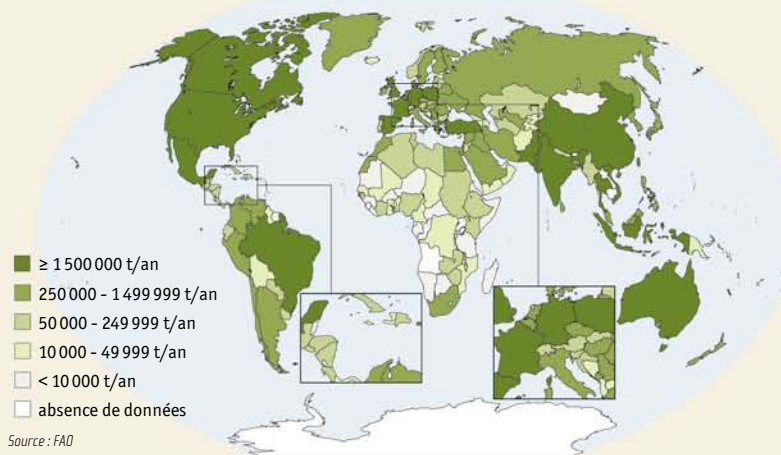 ≥ 1 500 000 t/an
250 000 - 1 499 999 t/an
50 000 - 249 999 t/an
10 000 - 49 999 t/an
< 10 000 t/an
absence de données
Source : FAO